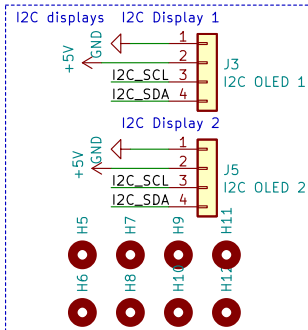 I2C displays
I2C Display 1
GND
+5V
1
2
3
4
I2C_SCL
I2C_SDA
J3
I2C OLED 1
I2C Display 2
GND
+5V
1
2
3
4
I2C_SCL
I2C_SDA
J5
I2C OLED 2
H5
H7
H9
H11
H6
H8
H10
H12